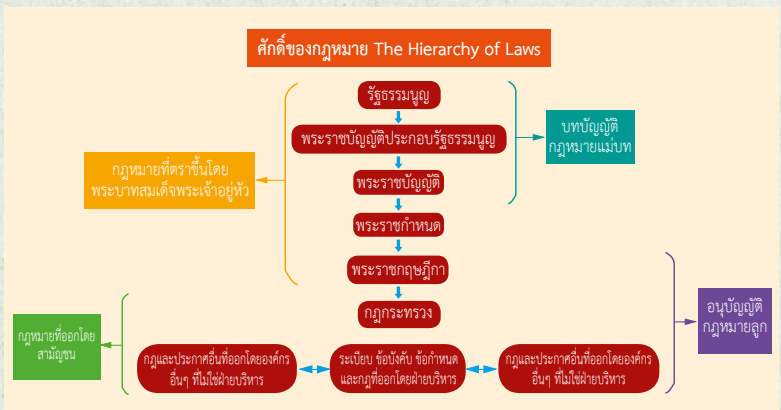 ศักดิ์ของกฎหมาย The Hierarchy of Laws
รัฐธรรมนูญ
พระราชบัญญัติประกอบรัฐธรรมนูญ
บทบัญญัติ
กฎหมายแม่บท
กฎหมายที่ตราขึ้นโดย
พระบาทสมเด็จพระเจ้าอยู่หัว
พระราชบัญญัติ
พระราชกำหนด
พระราชกฤษฎีกา
กฎกระทรวง
อนุบัญญัติ
กฎหมายลูก
กฎหมายที่ออกโดย
สามัญชน
กฎและประกาศอื่นที่ออกโดยองค์กร
อื่นๆ ที่ไม่ใช่ฝ่ายบริหาร
ระเบียบ ข้อบังคับ ข้อกำหนด
และกฎที่ออกโดยฝ่ายบริหาร
กฎและประกาศอื่นที่ออกโดยองค์กร
อื่นๆ ที่ไม่ใช่ฝ่ายบริหาร